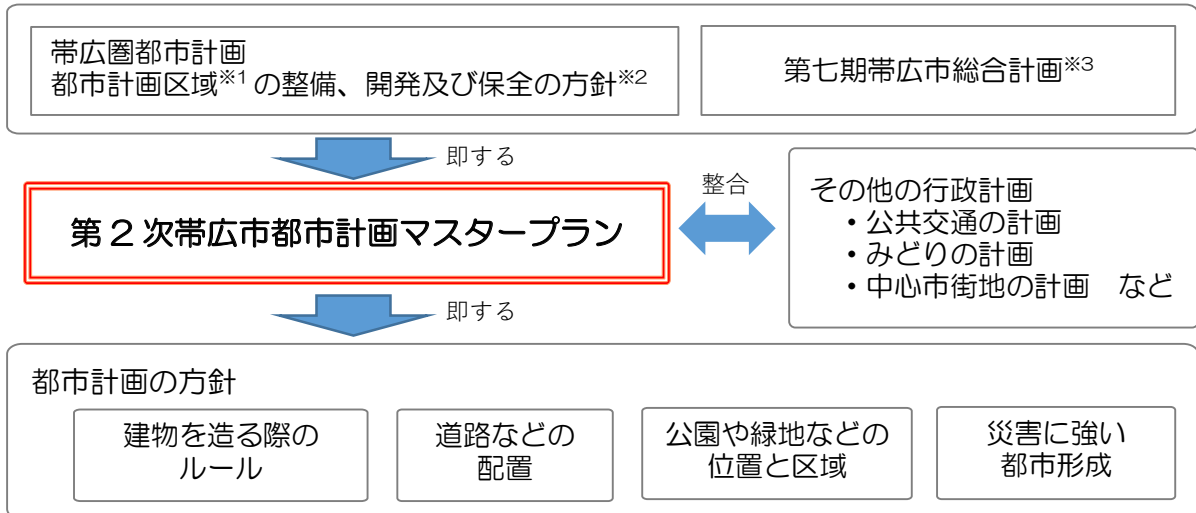 帯広圏都市計画
都市計画区域※1 の整備、開発及び保全の方針※2
第七期帯広市総合計画※3
即する
第2次帯広市都市計画マスタープラン
整合
その他の行政計画
・公共交通の計画
・みどりの計画
・中心市街地の計画　など
即する
都市計画の方針
建物を造る際の
ルール
道路などの
配置
公園や緑地などの
位置と区域
災害に強い
都市形成